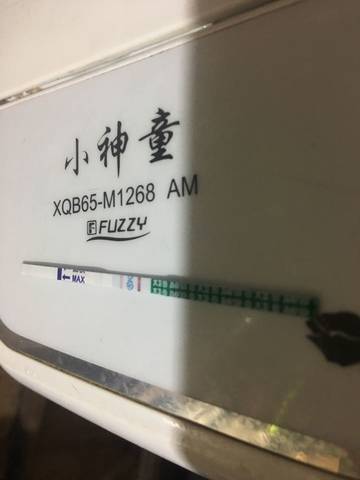 小神童
XQB65-M1268 AM
F FUZZY
MAX